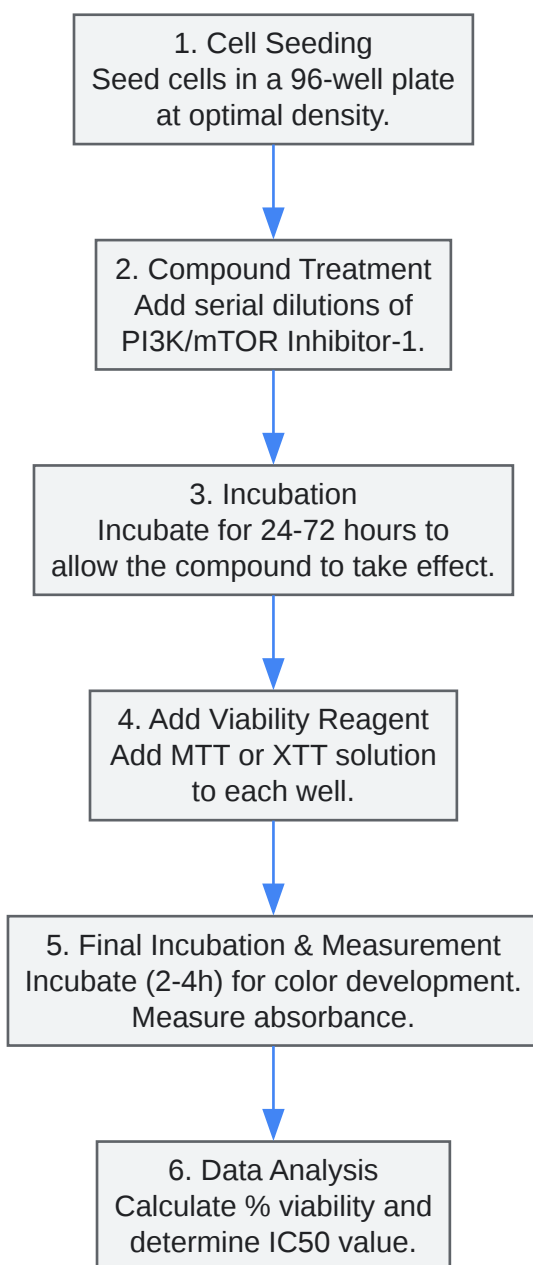 1. Cell Seeding
Seed cells in a 96-well plate
at optimal density.
2. Compound Treatment
Add serial dilutions of
PI3K/mTOR Inhibitor-1.
3. Incubation
Incubate for 24-72 hours to
allow the compound to take effect.
4. Add Viability Reagent
Add MTT or XTT solution
to each well.
5. Final Incubation & Measurement
Incubate (2-4h) for color development.
Measure absorbance.
6. Data Analysis
Calculate % viability and
determine IC50 value.